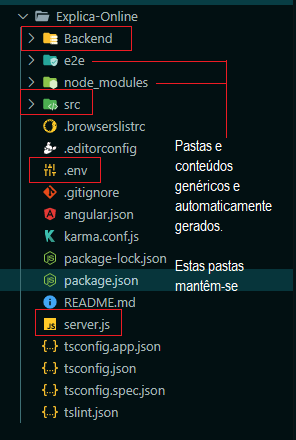 Explica-Online
Backend
e2e
node_modules
src
.browserslistrc
.editorconfig
.env
.gitignore
angular.json
karma.conf.js
package-lock.json
package.json
README.md
server.js
tsconfig.app.json
tsconfig.json
tsconfig.spec.json
tslint.json
Pastas e
conteúdos
genéricos e
automaticamente
gerados.
Estas pastas
mantêm-se